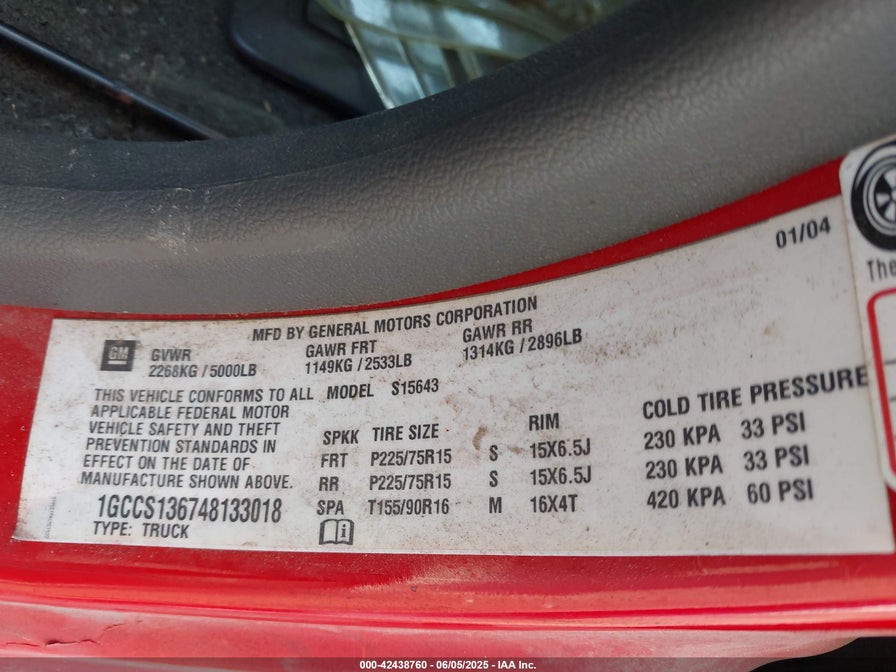 01/04
The
MFD BY GENERAL MOTORS CORPORATION
GM
GVWR GAWR FRT GAWR RR
2268KG / 5000LB 1149KG / 2533LB 1314KG / 2896LB
THIS VEHICLE CONFORMS TO ALL MODEL S15643
APPLICABLE FEDERAL MOTOR
VEHICLE SAFETY AND THEFT
PREVENTION STANDARDS IN
EFFECT ON THE DATE OF
MANUFACTURE SHOWN ABOVE.
1GCCS136748133018
TYPE: TRUCK
SPKK TIRE SIZE RIM COLD TIRE PRESSURE
FRT P225/75R15 S 15X6.5J 230 KPA 33 PSI
RR P225/75R15 S 15X6.5J 230 KPA 33 PSI
SPA T155/90R16 M 16X4T 420 KPA 60 PSI
i
000-42438760 - 06/05/2025 - IAA Inc.